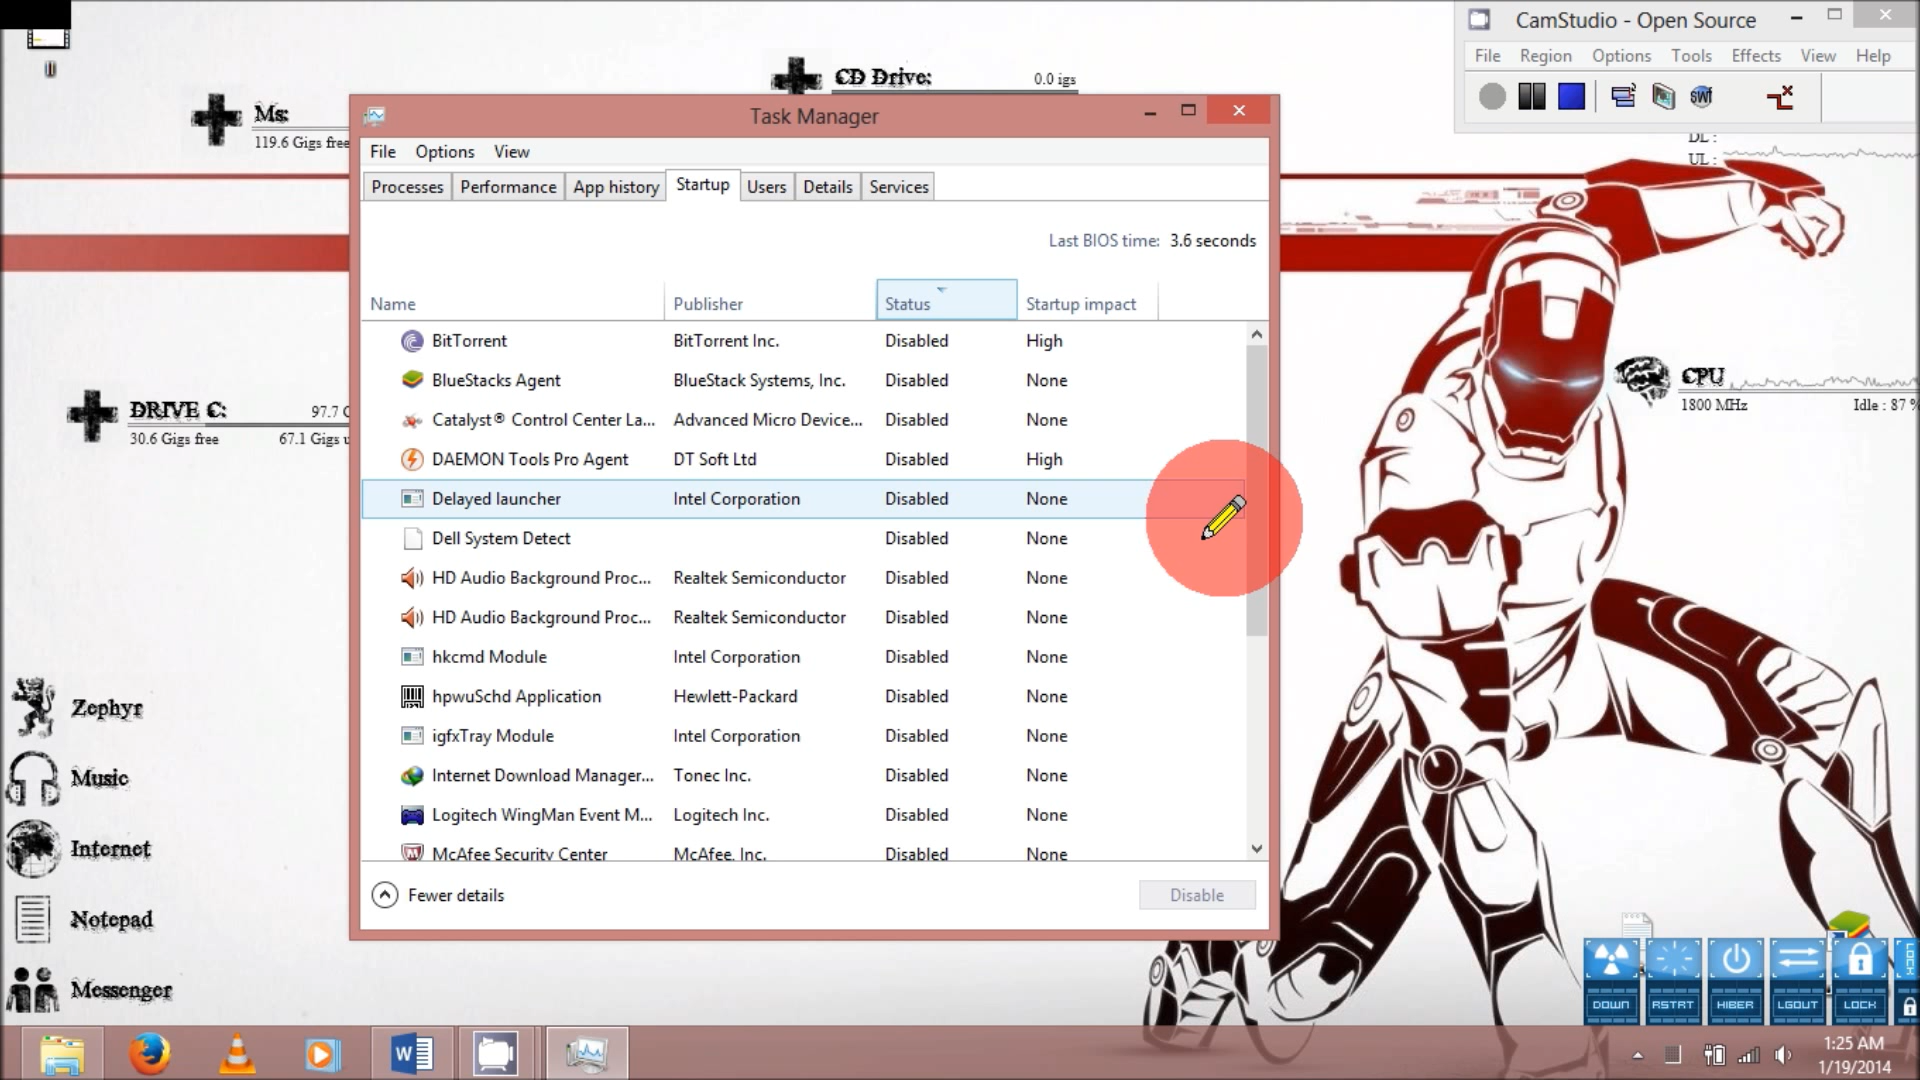 CamStudio - Open Source
File Region Options Tools Effects View Help
SWf
CD Drive:
0.0 igs
Ms:
119.6 Gigs free
DL :
UL :
Task Manager
File Options View
Processes Performance App history Startup Users Details Services
Last BIOS time: 3.6 seconds
Name Publisher Status Startup impact
BitTorrent BitTorrent Inc. Disabled High
BlueStacks Agent BlueStack Systems, Inc. Disabled None
Catalyst® Control Center La... Advanced Micro Device... Disabled None
DAEMON Tools Pro Agent DT Soft Ltd Disabled High
Delayed launcher Intel Corporation Disabled None
Dell System Detect Disabled None
HD Audio Background Proc... Realtek Semiconductor Disabled None
HD Audio Background Proc... Realtek Semiconductor Disabled None
hkcmd Module Intel Corporation Disabled None
hpwuSchd Application Hewlett-Packard Disabled None
igfxTray Module Intel Corporation Disabled None
Internet Download Manager... Tonec Inc. Disabled None
Logitech WingMan Event M... Logitech Inc. Disabled None
McAfee Security Center McAfee, Inc. Disabled None
Fewer details
Disable
DRIVE C:
97.7
30.6 Gigs free
67.1 Gigs
CPU
1800 MHz
Idle : 87 %
Zephyr
Music
Internet
Notepad
Messenger
DOWN RSTRT HIBER LGOUT LOCK
1:25 AM
1/19/2014